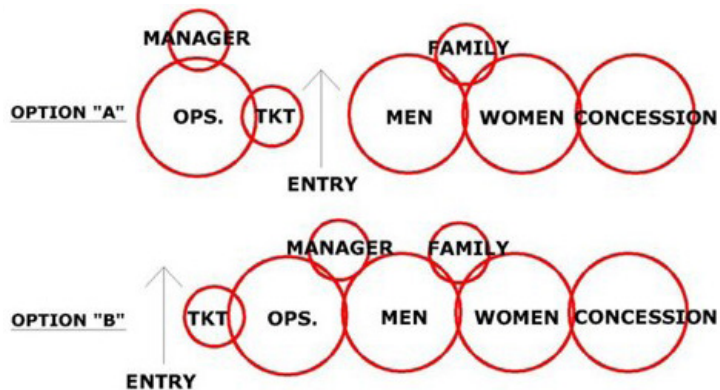 MANAGER
FAMILY
OPTION "A"
OPS.
TKT
MEN
WOMEN
CONCESSION
ENTRY
MANAGER
FAMILY
OPTION "B"
TKT
OPS.
MEN
WOMEN
CONCESSION
ENTRY